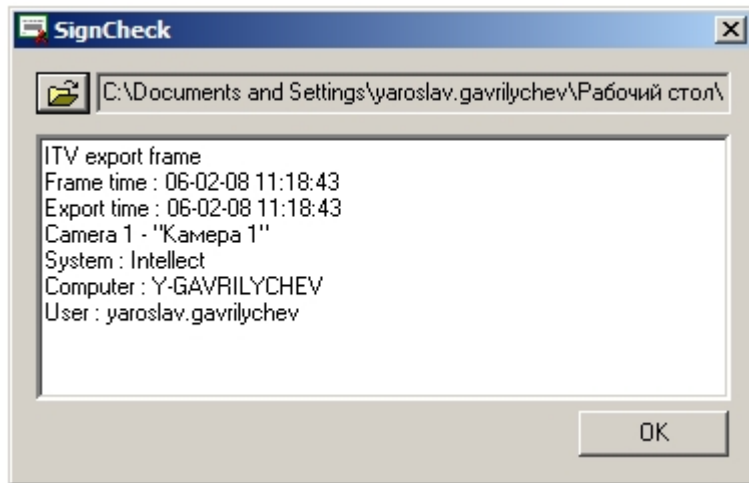 SignCheck
C:\Documents and Settings\yaroslav.gavrilychev\Рабочий стол\
ITV export frame
Frame time : 06-02-08 11:18:43
Export time : 06-02-08 11:18:43
Camera 1 - "Камера 1"
System : Intellect
Computer : Y-GAVRILYCHEV
User : yaroslav.gavrilychev
OK